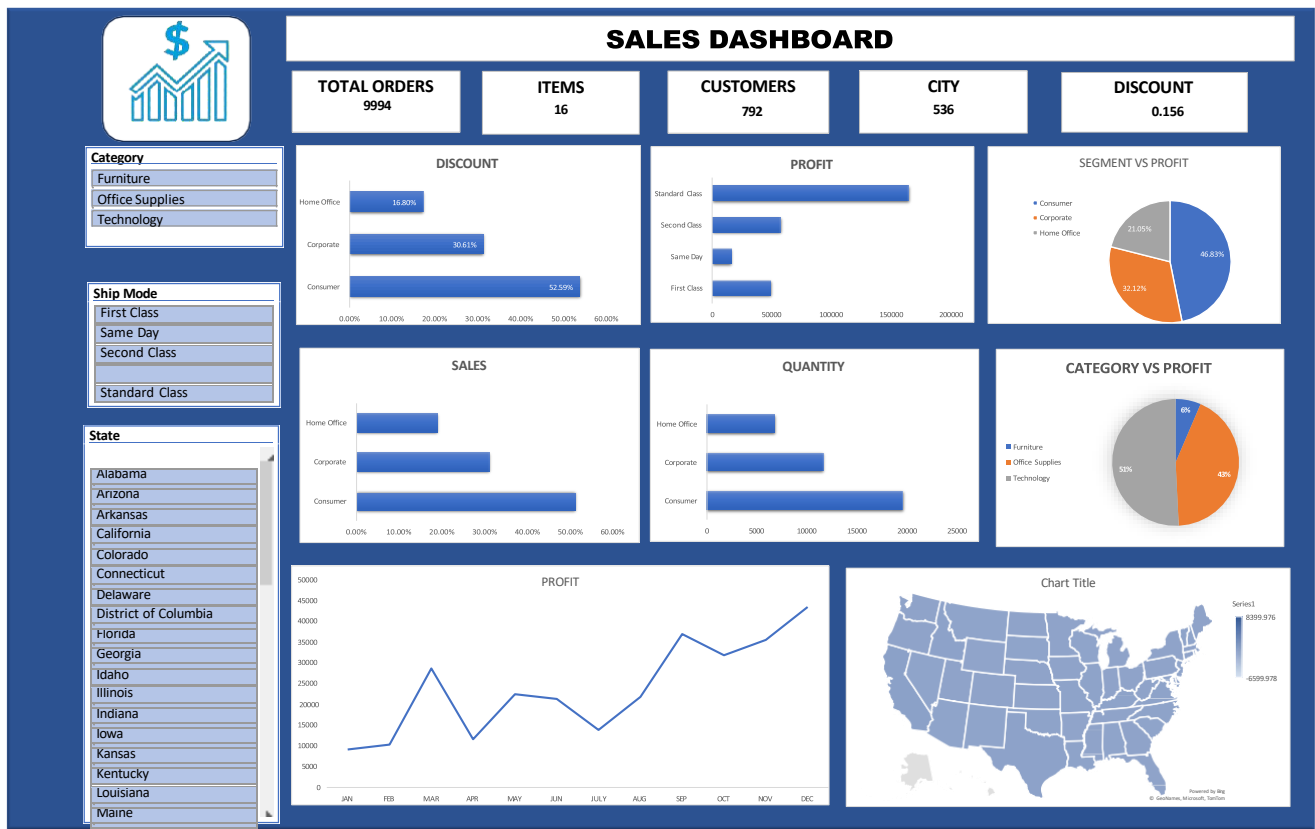 $
SALES DASHBOARD
TOTAL ORDERS
9994
ITEMS
16
CUSTOMERS
792
CITY
536
DISCOUNT
0.156
Category
Furniture
Office Supplies
Technology
Ship Mode
First Class
Same Day
Second Class
Standard Class
State
Alabama
Arizona
Arkansas
California
Colorado
Connecticut
Delaware
District of Columbia
Florida
Georgia
Idaho
Illinois
Indiana
Iowa
Kansas
Kentucky
Louisiana
Maine
DISCOUNT
Home Office 16.80%
Corporate 30.61%
Consumer 52.59%
0.00% 10.00% 20.00% 30.00% 40.00% 50.00% 60.00%
PROFIT
Standard Class
Second Class
Same Day
First Class
0 50000 100000 150000 200000
SEGMENT VS PROFIT
Consumer
Corporate
Home Office
21.05%
46.83%
32.12%
SALES
Home Office
Corporate
Consumer
0.00% 10.00% 20.00% 30.00% 40.00% 50.00% 60.00%
QUANTITY
Home Office
Corporate
Consumer
0 5000 10000 15000 20000 25000
CATEGORY VS PROFIT
Furniture
Office Supplies
Technology
6%
51%
43%
PROFIT
50000
45000
40000
35000
30000
25000
20000
15000
10000
5000
0
JAN FEB MAR APR MAY JUN JULY AUG SEP OCT NOV DEC
Chart Title
Series1
8399.976
-6599.978
Powered by Bing
© GeoNames, Microsoft, TomTom